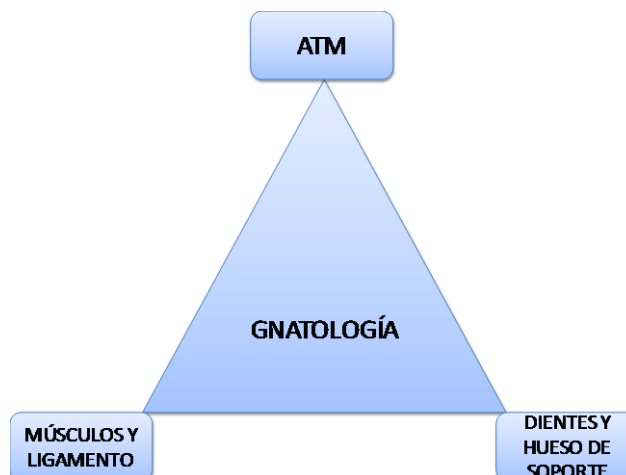 ATM
GNATOLOGÍA
MÚSCULOS Y
LIGAMENTO
DIENTES Y
HUESO DE
SOPORTE